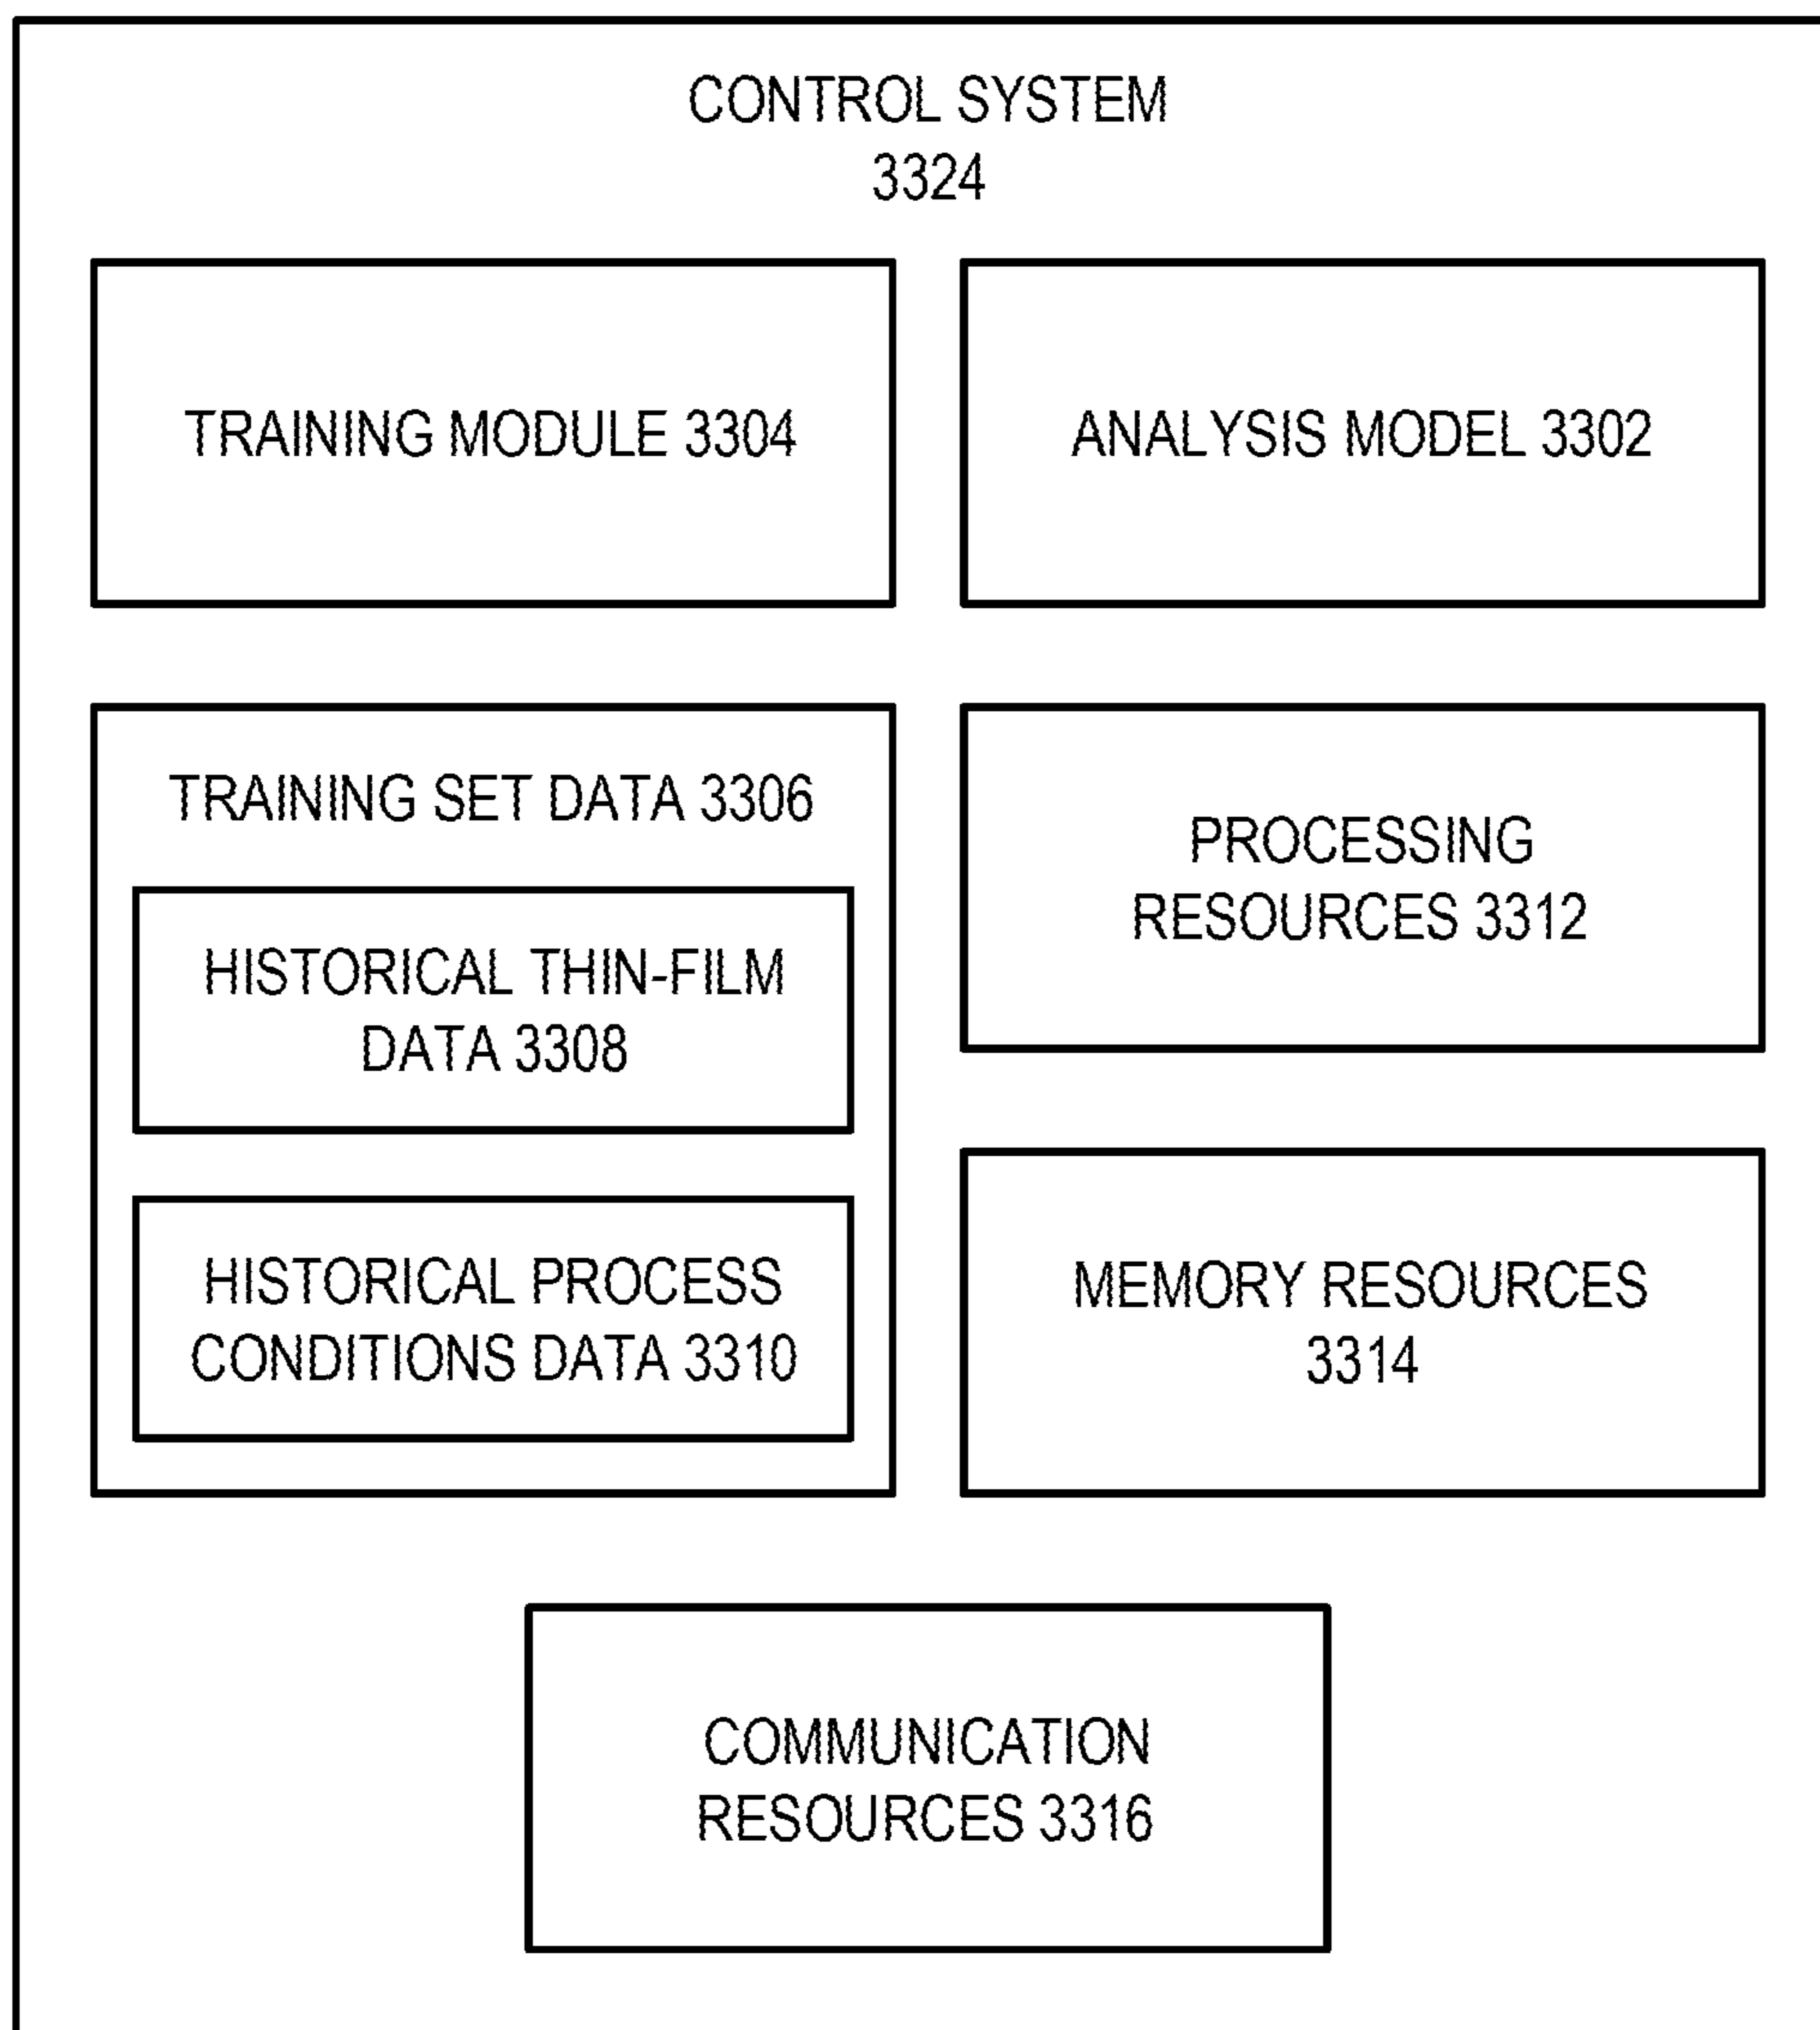 CONTROL SYSTEM
3324
TRAINING MODULE 3304
ANALYSIS MODEL 3302
TRAINING SET DATA 3306
HISTORICAL THIN-FILM
DATA 3308
HISTORICAL PROCESS
CONDITIONS DATA 3310
PROCESSING
RESOURCES 3312
MEMORY RESOURCES
3314
COMMUNICATION
RESOURCES 3316